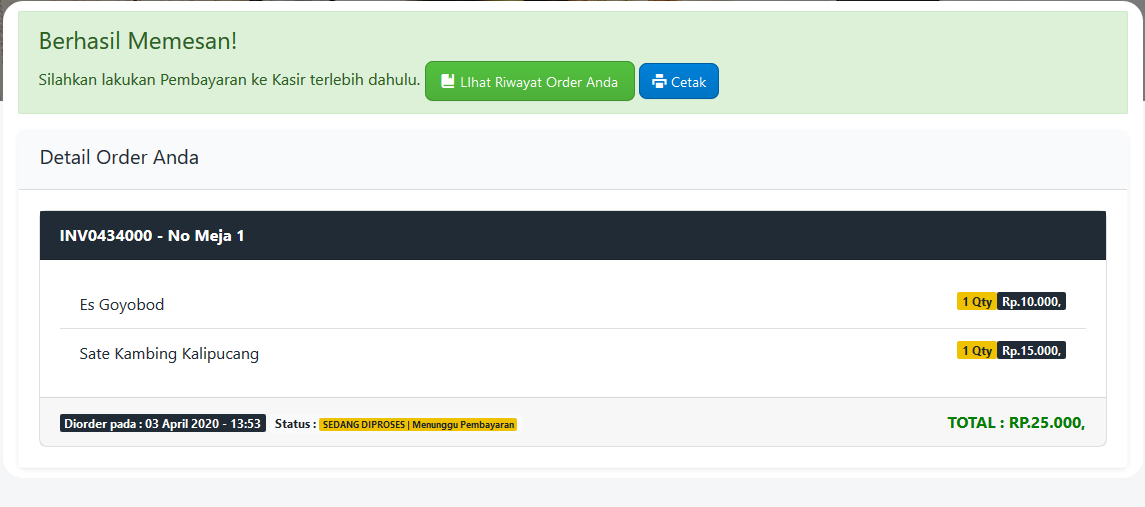 Berhasil Memesan!
Silahkan lakukan Pembayaran ke Kasir terlebih dahulu. LIhat Riwayat Order Anda Cetak
Detail Order Anda
INV0434000 - No Meja 1
Es Goyobod 1 Qty Rp.10.000,
Sate Kambing Kalipucang 1 Qty Rp.15.000,
Diorder pada : 03 April 2020 - 13:53 Status : SEDANG DIPROSES | Menunggu Pembayaran TOTAL : RP.25.000,